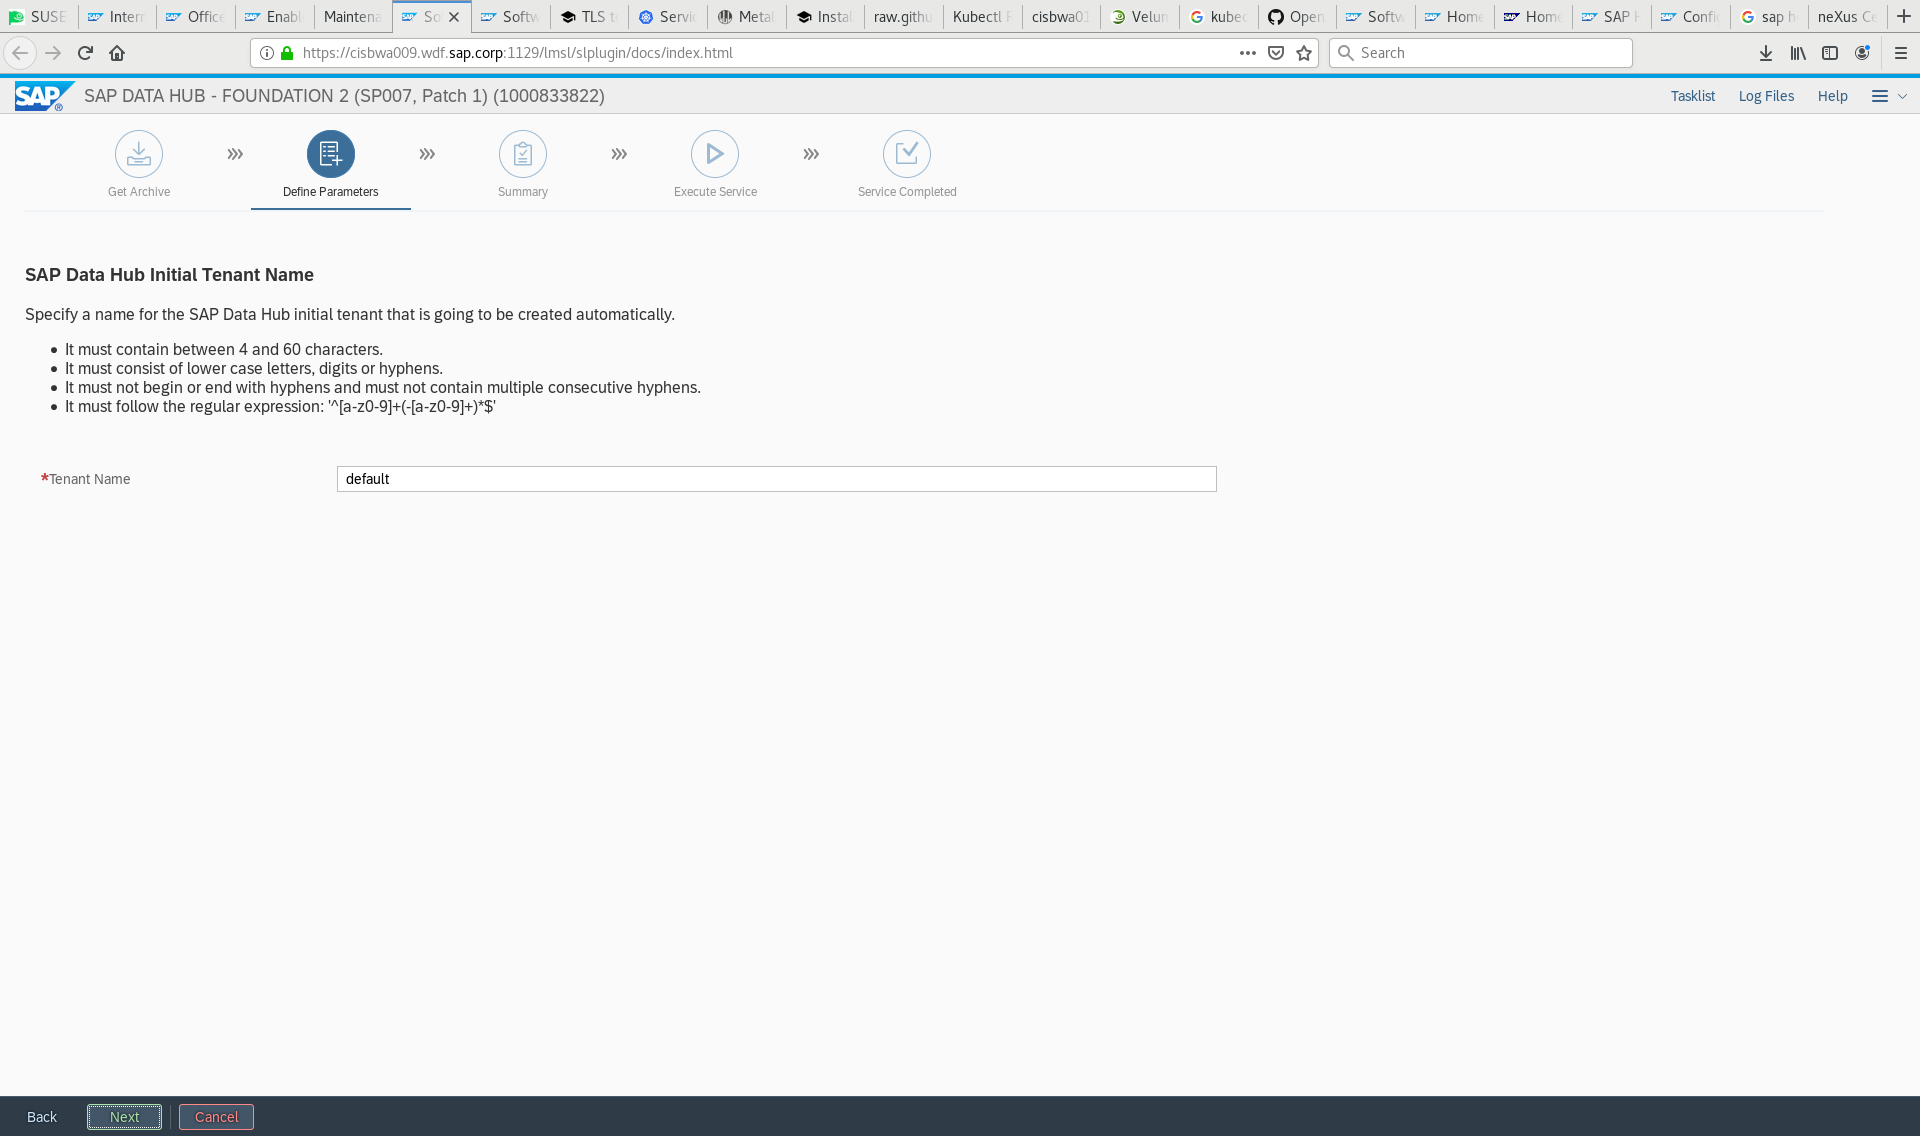 SUSE Intern Office Enabl Maintena So Softw TLS t Servic Metal Instal raw.githu Kubectl cisbwa01 Velum kubec Open Softw Home Home SAP Confi sap h neXus Ce
https://cisbwa009.wdf.sap.corp:1129/lmsl/slplugin/docs/index.html
Search
SAP SAP DATA HUB - FOUNDATION 2 (SP007, Patch 1) (1000833822)
Tasklist Log Files Help
Get Archive Define Parameters Summary Execute Service Service Completed
SAP Data Hub Initial Tenant Name
Specify a name for the SAP Data Hub initial tenant that is going to be created automatically.
• It must contain between 4 and 60 characters.
• It must consist of lower case letters, digits or hyphens.
• It must not begin or end with hyphens and must not contain multiple consecutive hyphens.
• It must follow the regular expression: '^[a-z0-9]+(-[a-z0-9]+)*$'
*Tenant Name default
Back Next Cancel